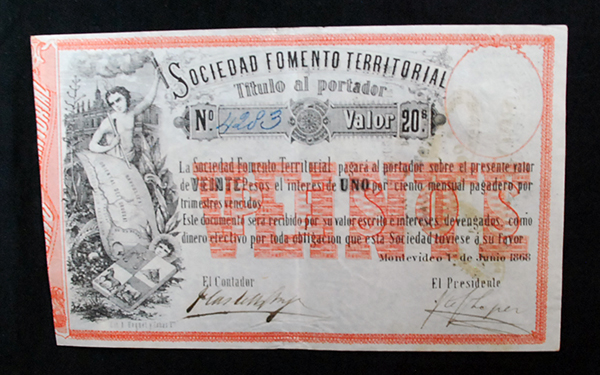 SOCIEDAD FOMENTO TERRITORIAL
Título al portador
Nº 4283 Valor 20.s
La Sociedad Fomento Territorial pagará al portador sobre el presente valor
de VEINTE Pesos el interes de UNO por ciento mensual pagadero por
trimestres vencidos
Este documento será recibido por su valor escrito e intereses devengados, como
dinero efectivo por toda obligacion que esta Sociedad tuviese a su favor
Montevideo 1º de Junio 1868
El Contador
El Presidente